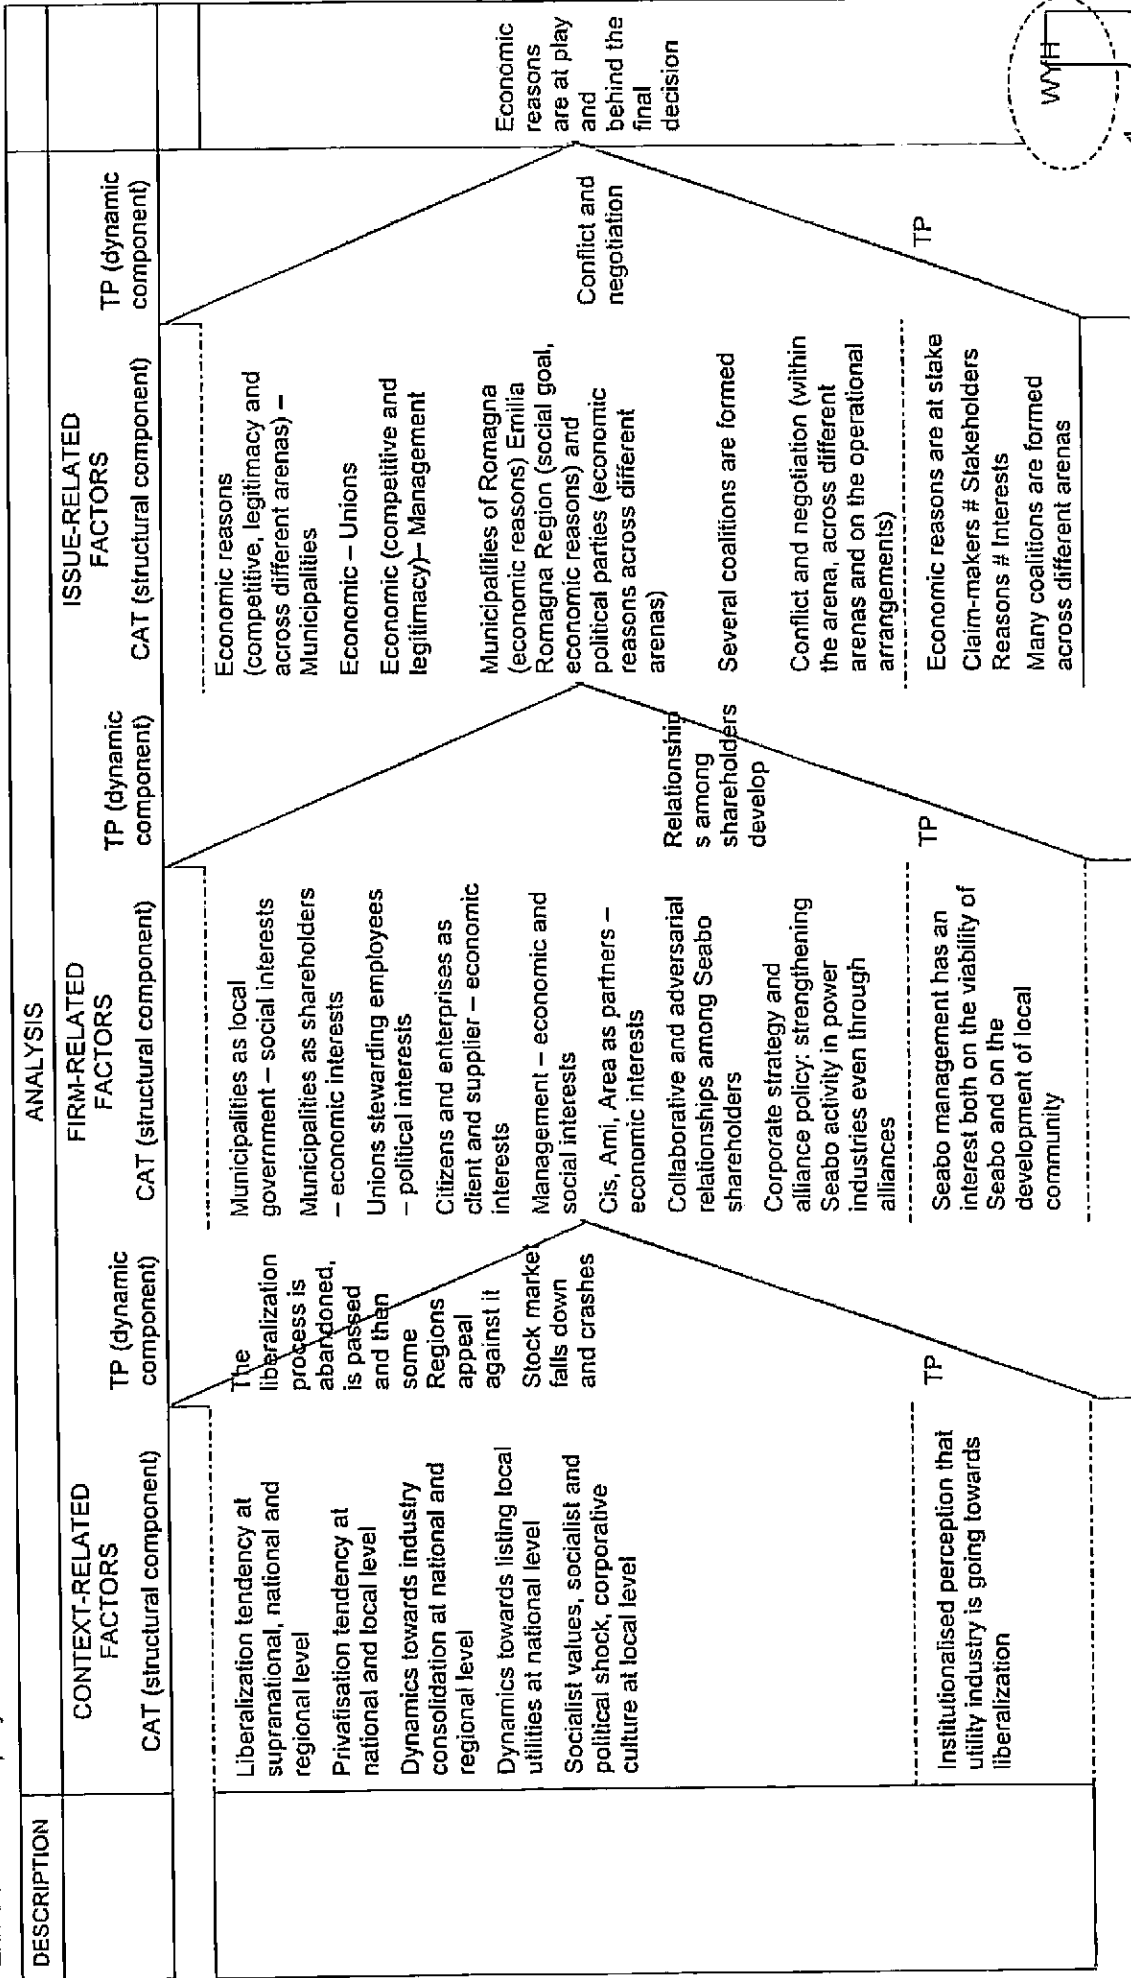 DESCRIPTION
ANALYSIS
CONTEXT-RELATED
FACTORS
CAT (structural component)
Liberalization tendency at
supranational, national and
regional level
Privatisation tendency at
national and local level
Dynamics towards industry
consolidation at national and
regional level
Dynamics towards listing local
utilities at national level
Socialist values, socialist and
political shock, corporative
culture at local level
Institutionalised perception that
utility industry is going towards
liberalization
TP (dynamic
component)
The
liberalization
process is
abandoned,
is passed
and then
some
Regions
appeal
against it
Stock marke
falls down
and crashes
TP
FIRM-RELATED
FACTORS
CAT (structural component)
Municipalities as local
government – social interests
Municipalities as shareholders
– economic interests
Unions stewarding employees
– political interests
Citizens and enterprises as
client and supplier – economic
interests
Management – economic and
social interests
Cis, Ami, Area as partners –
economic interests
Collaborative and adversarial
relationships among Seabo
shareholders
Corporate strategy and
alliance policy: strengthening
Seabo activity in power
industries even through
alliances
Seabo management has an
interest both on the viability of
Seabo and on the
development of local
community
TP (dynamic
component)
Relationship
s among
shareholders
develop
TP
ISSUE-RELATED
FACTORS
CAT (structural component)
Economic reasons
(competitive, legitimacy and
across different arenas) –
Municipalities
Economic – Unions
Economic (competitive and
legitimacy)– Management
Municipalities of Romagna
(economic reasons) Emilia
Romagna Region (social goal,
economic reasons) and
political parties (economic
reasons across different
arenas)
Several coalitions are formed
Conflict and negotiation (within
the arena, across different
arenas and on the operational
arrangements)
Economic reasons are at stake
Claim-makers # Stakeholders
Reasons # Interests
Many coalitions are formed
across different arenas
TP (dynamic
component)
Conflict and
negotiation
TP
Economic
reasons
are at play
and
behind the
final
decision
WYH